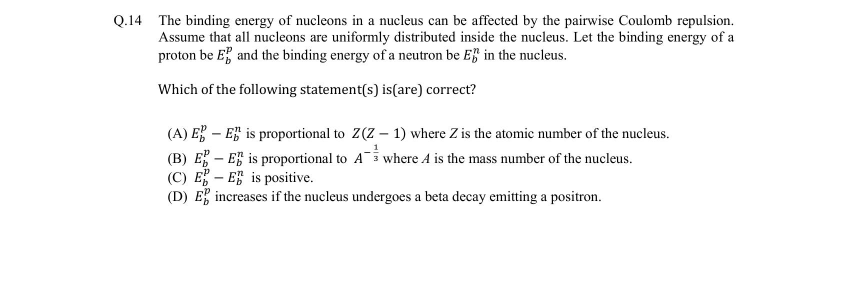 Q.14 The binding energy of nucleons in a nucleus can be affected by the pairwise Coulomb repulsion.
Assume that all nucleons are uniformly distributed inside the nucleus. Let the binding energy of a
proton be $E_b^p$ and the binding energy of a neutron be $E_b^n$ in the nucleus.
Which of the following statement(s) is(are) correct?
(A) $E_b^p - E_b^n$ is proportional to $Z(Z-1)$ where $Z$ is the atomic number of the nucleus.
(B) $E_b^p - E_b^n$ is proportional to $A^{-\frac{1}{3}}$ where $A$ is the mass number of the nucleus.
(C) $E_b^p - E_b^n$ is positive.
(D) $E_b^p$ increases if the nucleus undergoes a beta decay emitting a positron.